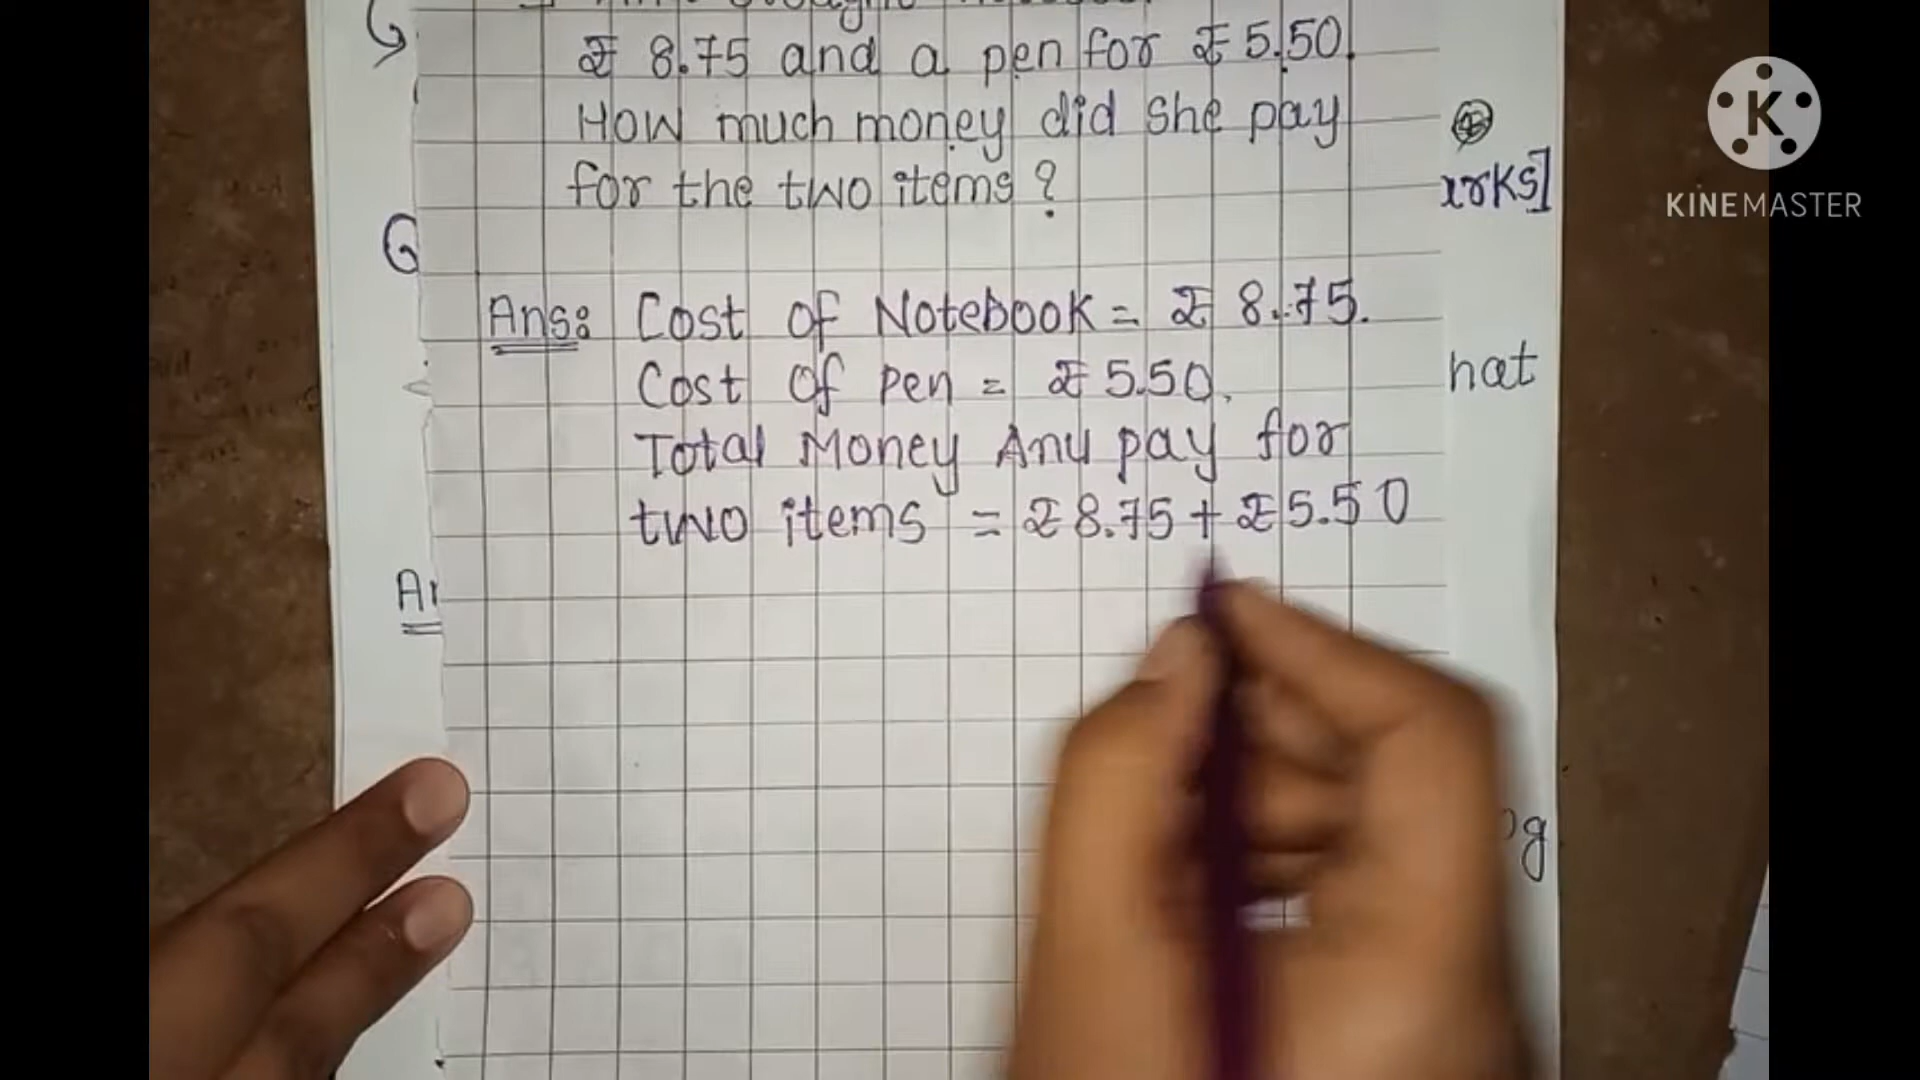 ₹ 8.75 and a pen for ₹ 5.50.
How much money did she pay
for the two items?
xrks]
Ans: Cost of Notebook = ₹ 8.75.
Cost of pen = ₹ 5.50.
Total Money Anu pay for
two items = ₹ 8.75 + ₹ 5.50
hat
K
KINEMASTER